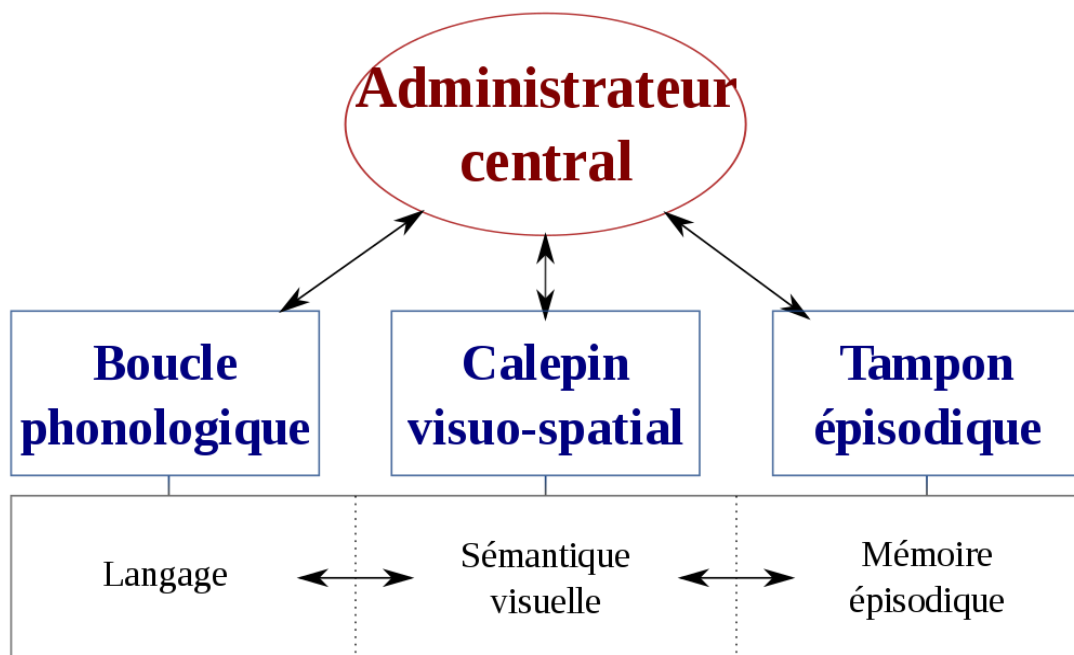 Administrateur
central
Boucle
phonologique
Calepin
visuo-spatial
Tampon
épisodique
Langage
Sémantique
visuelle
Mémoire
épisodique